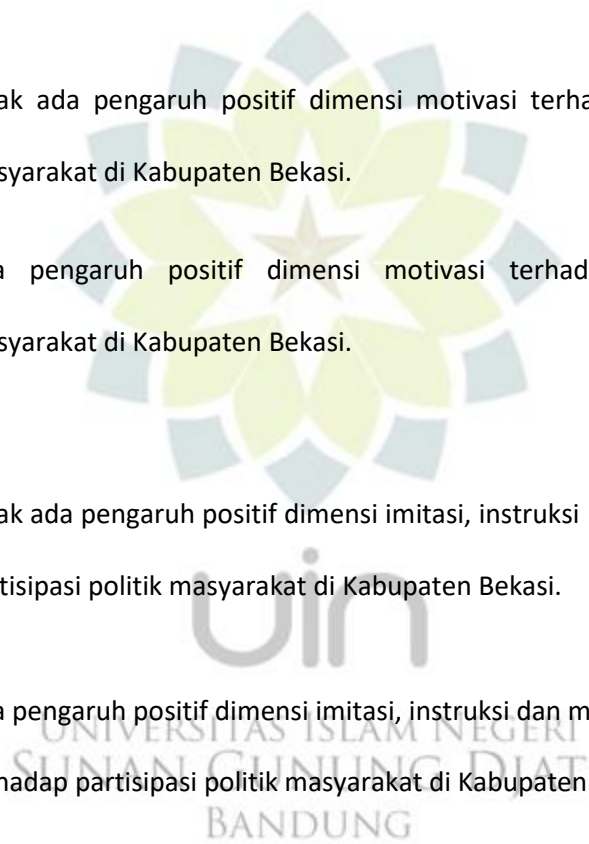 ak ada pengaruh positif dimensi motivasi terha
syarakat di Kabupaten Bekasi.
a pengaruh positif dimensi motivasi terhad
syarakat di Kabupaten Bekasi.
ak ada pengaruh positif dimensi imitasi, instruksi
tisipasi politik masyarakat di Kabupaten Bekasi.
uin
a pengaruh positif dimensi imitasi, instruksi dan m
UNIVERSITAS ISLAM NEGERI
hadap partisipasi politik masyarakat di Kabupaten
SUNAN GUNUNG DJAT
BANDUNG